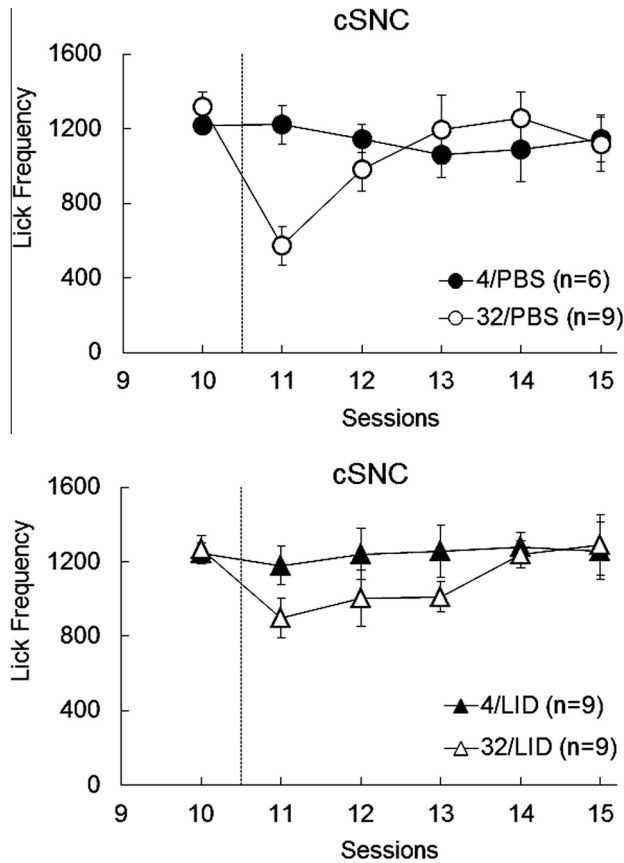 cSNC
1600
1200
800
400
0
Lick Frequency
4/PBS (n=6)
32/PBS (n=9)
9 10 11 12 13 14 15
Sessions
cSNC
1600
1200
800
400
0
Lick Frequency
4/LID (n=9)
32/LID (n=9)
9 10 11 12 13 14 15
Sessions